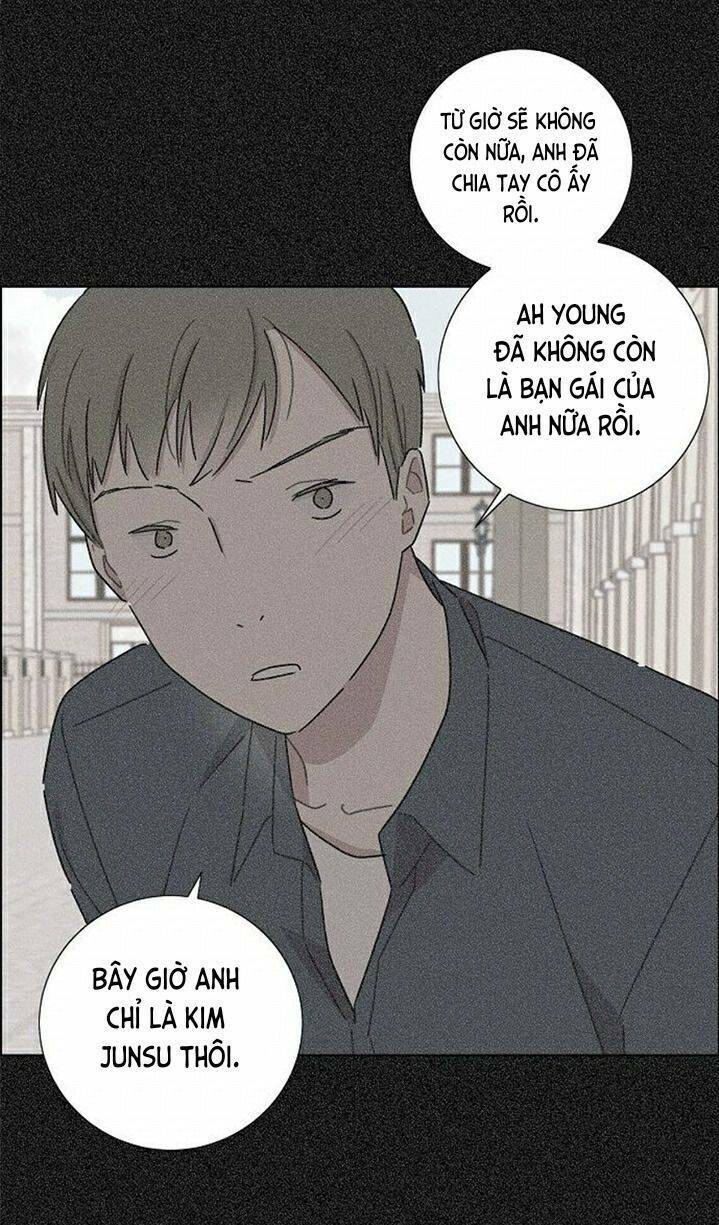 TỪ GIỜ SẼ KHÔNG
CÒN NỮA, ANH ĐÃ
CHIA TAY CÔ ẤY
RỒI.
AH YOUNG
ĐÃ KHÔNG CÒN
LÀ BẠN GÁI CỦA
ANH NỮA RỒI.
BÂY GIỜ ANH
CHỈ LÀ KIM
JUNSU THÔI.